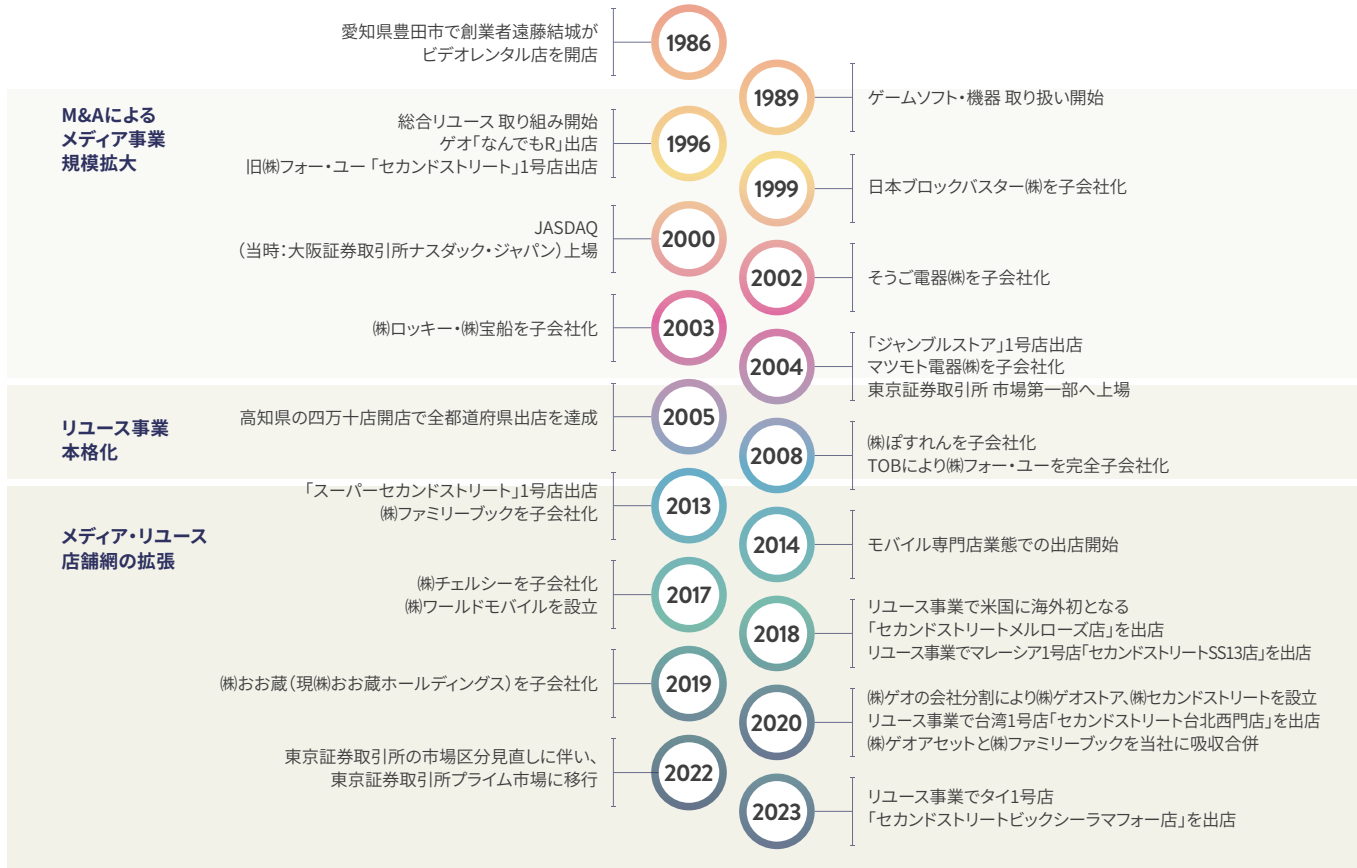 愛知県豊田市で創業者遠藤結城が
ビデオレンタル店を開店
1986
1989
ゲームソフト・機器 取り扱い開始
M&Aによる
メディア事業
規模拡大
総合リユース 取り組み開始
ゲオ「なんでもR」出店
旧㈱フォー・ユー 「セカンドストリート」1号店出店
1996
1999
日本ブロックバスター㈱を子会社化
JASDAQ
（当時：大阪証券取引所ナスダック・ジャパン）上場
2000
2002
そうご電器㈱を子会社化
㈱ロッキー・㈱宝船を子会社化
2003
2004
「ジャンブルストア」1号店出店
マツモト電器㈱を子会社化
東京証券取引所 市場第一部へ上場
リユース事業
本格化
高知県の四万十店開店で全都道府県出店を達成
2005
2008
㈱ぽすれんを子会社化
TOBにより㈱フォー・ユーを完全子会社化
メディア・リユース
店舗網の拡張
「スーパーセカンドストリート」1号店出店
㈱ファミリーブックを子会社化
2013
2014
モバイル専門店業態での出店開始
㈱チェルシーを子会社化
㈱ワールドモバイルを設立
2017
2018
リユース事業で米国に海外初となる
「セカンドストリートメルローズ店」を出店
リユース事業でマレーシア1号店「セカンドストリートSS13店」を出店
㈱おお蔵（現㈱おお蔵ホールディングス）を子会社化
2019
2020
㈱ゲオの会社分割により㈱ゲオストア、㈱セカンドストリートを設立
リユース事業で台湾1号店「セカンドストリート台北西門店」を出店
㈱ゲオアセットと㈱ファミリーブックを当社に吸収合併
東京証券取引所の市場区分見直しに伴い、
東京証券取引所プライム市場に移行
2022
2023
リユース事業でタイ1号店
「セカンドストリートビックシーラマフォー店」を出店